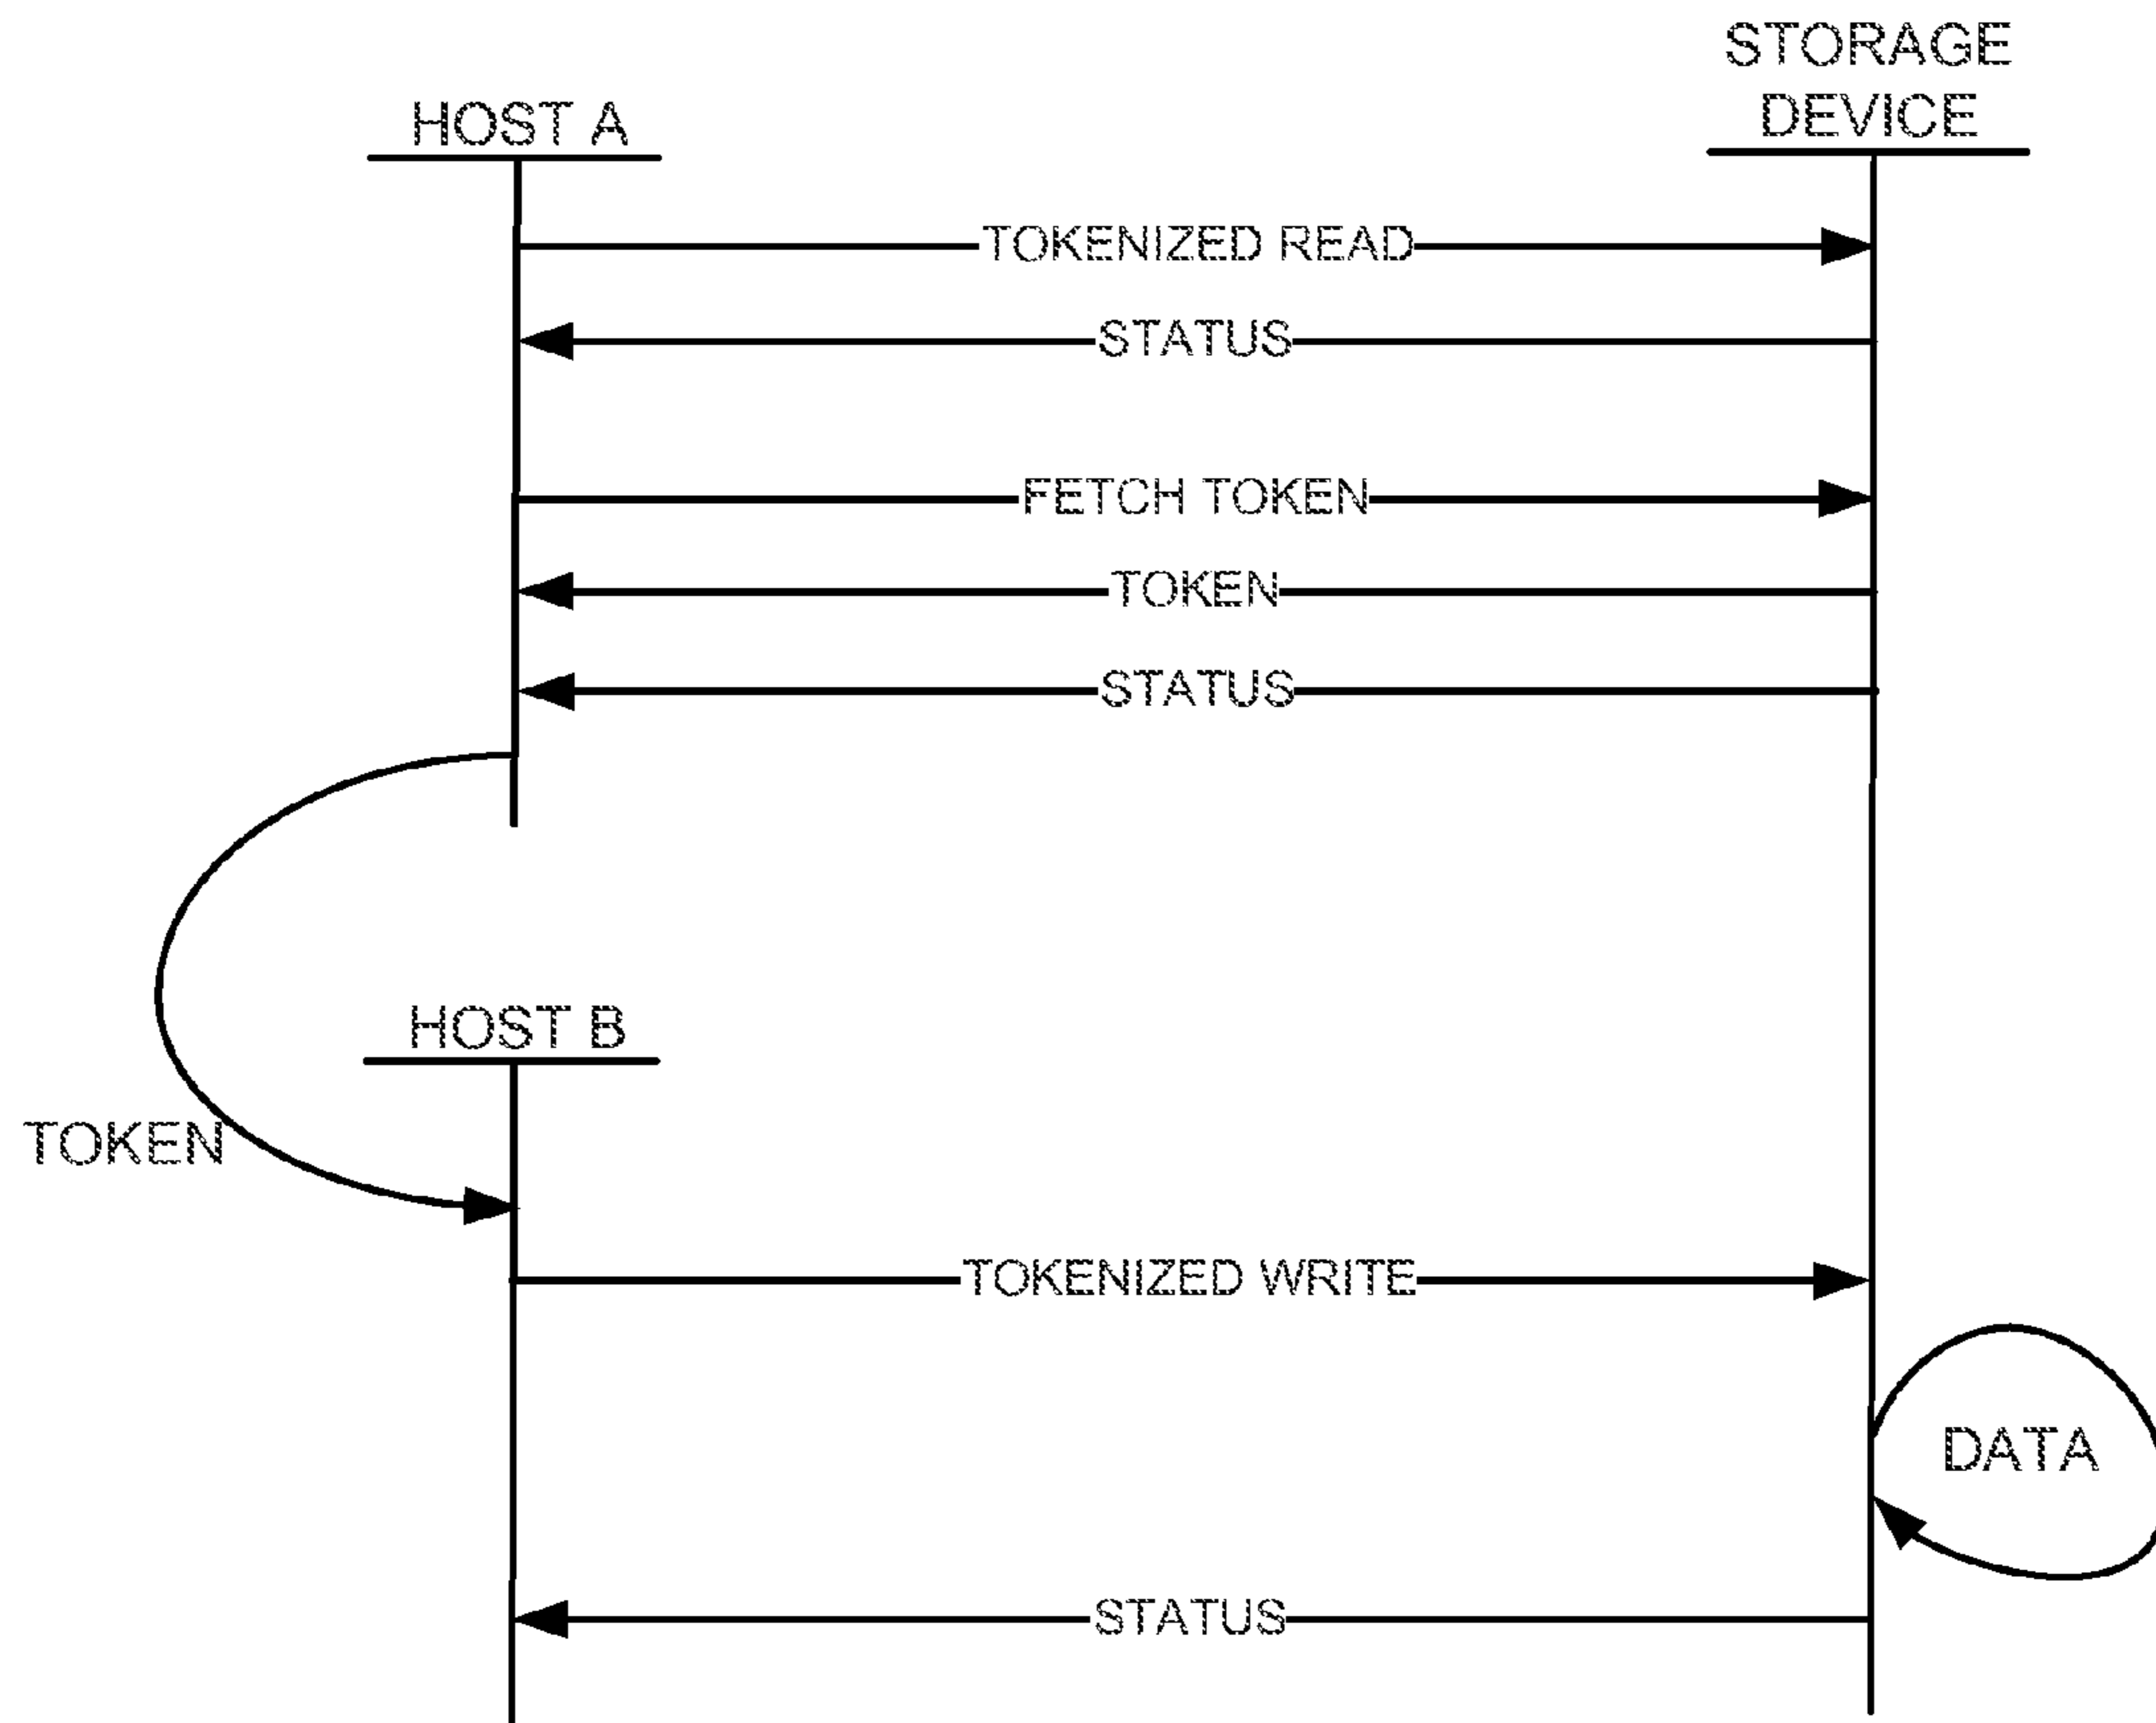 STORAGE
DEVICE
HOST A
TOKENIZED READ
STATUS
FETCH TOKEN
TOKEN
STATUS
HOST B
TOKEN
TOKENIZED WRITE
DATA
STATUS